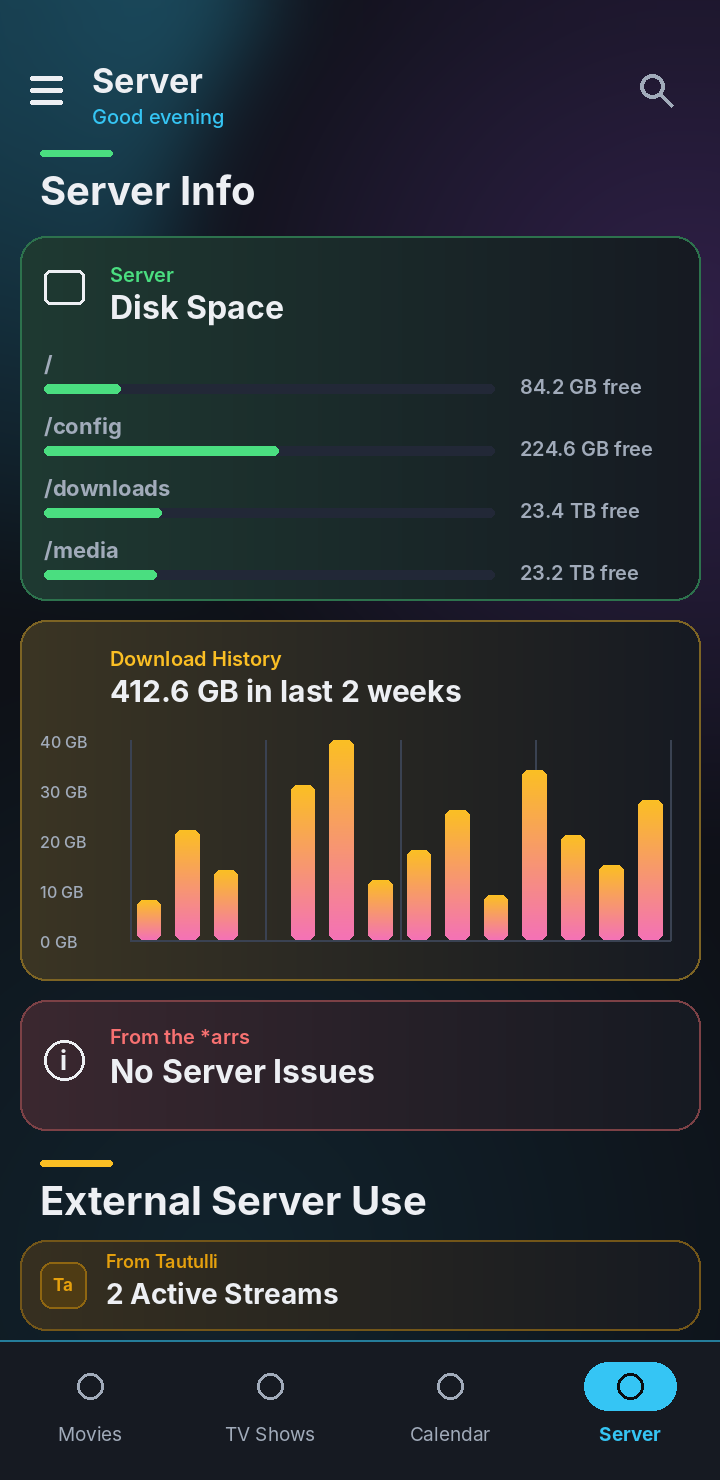 Server
Good evening
Server Info
Server
Disk Space
/
84.2 GB free
/config
224.6 GB free
/downloads
23.4 TB free
/media
23.2 TB free
Download History
412.6 GB in last 2 weeks
40 GB
30 GB
20 GB
10 GB
0 GB
From the *arrs
i
No Server Issues
External Server Use
From Tautulli
Ta
2 Active Streams
Movies
TV Shows
Calendar
Server